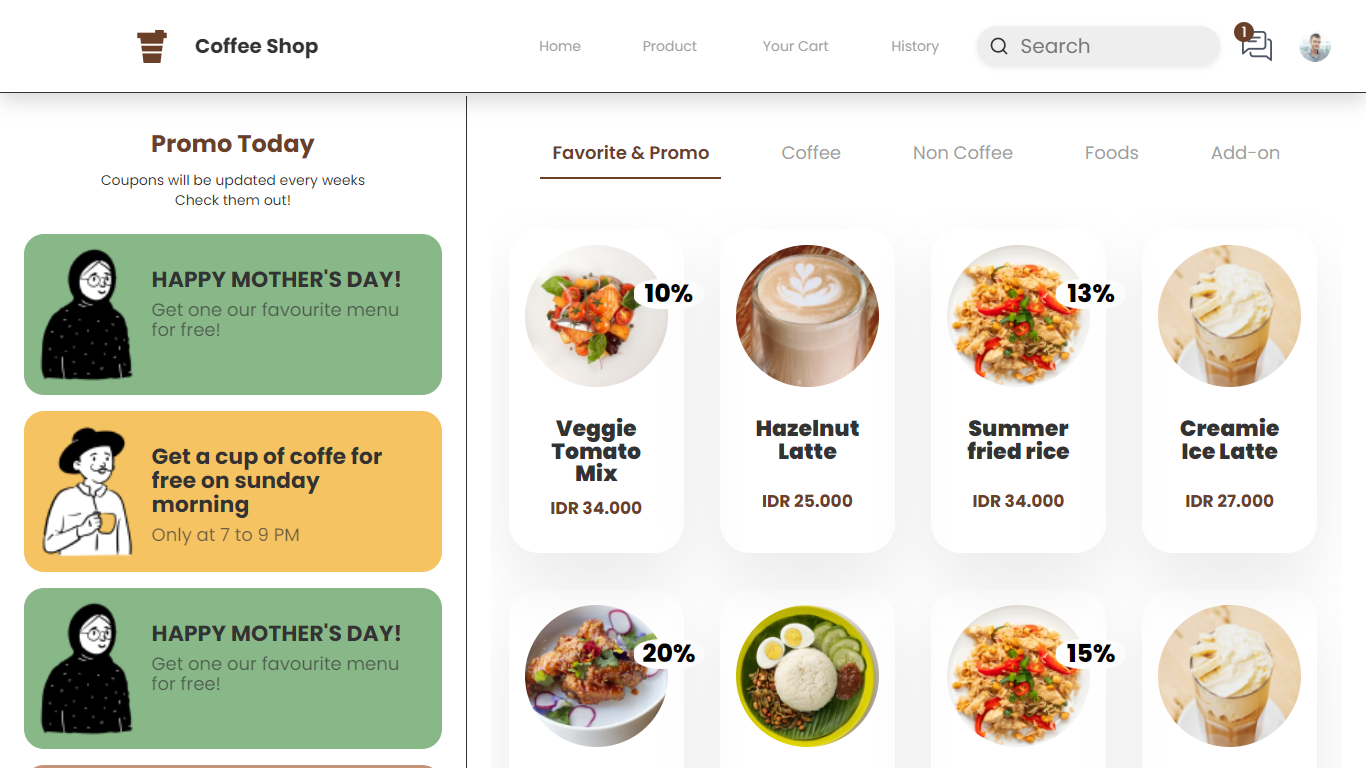 Coffee Shop
Home
Product
Your Cart
History
Search
1
Promo Today
Coupons will be updated every weeks
Check them out!
HAPPY MOTHER'S DAY!
Get one our favourite menu
for free!
Get a cup of coffe for
free on sunday
morning
Only at 7 to 9 PM
HAPPY MOTHER'S DAY!
Get one our favourite menu
for free!
Favorite & Promo
Coffee
Non Coffee
Foods
Add-on
10%
Veggie
Tomato
Mix
IDR 34.000
Hazelnut
Latte
IDR 25.000
13%
Summer
fried rice
IDR 34.000
Creamie
Ice Latte
IDR 27.000
20%
15%